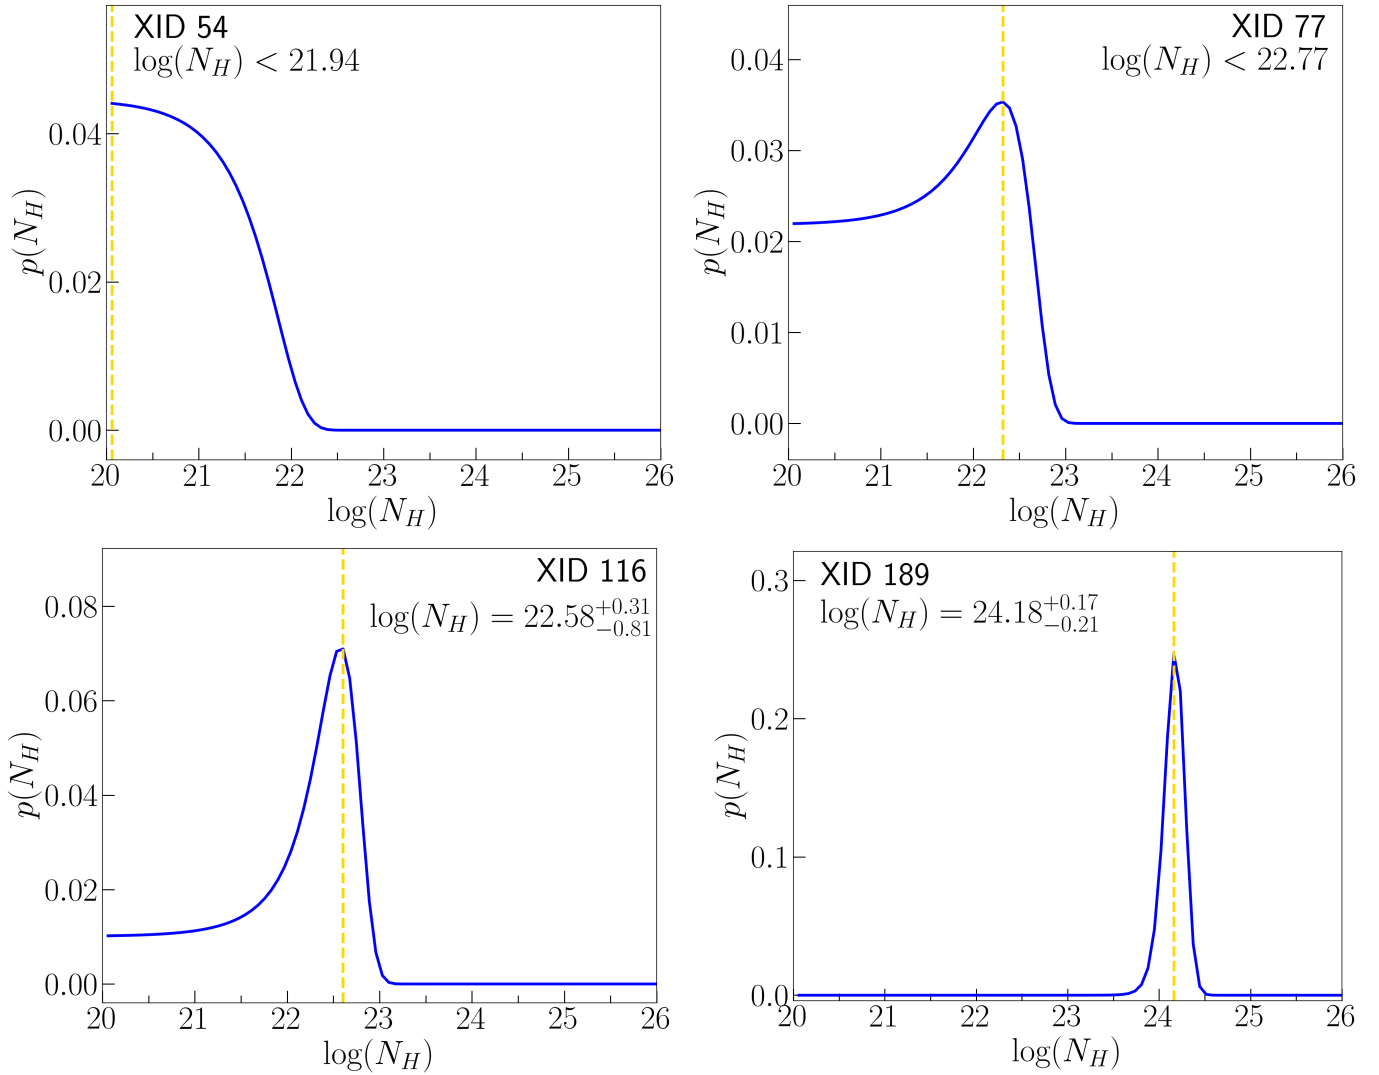 XID 54
log(N_H) < 21.94
0.04
0.02
0.00
p(N_H)
20 21 22 23 24 25 26
log(N_H)
XID 77
log(N_H) < 22.77
0.04
0.03
0.02
0.01
0.00
p(N_H)
20 21 22 23 24 25 26
log(N_H)
XID 116
log(N_H) = 22.58^{+0.31}_{-0.81}
0.08
0.06
0.04
0.02
0.00
p(N_H)
20 21 22 23 24 25 26
log(N_H)
XID 189
log(N_H) = 24.18^{+0.17}_{-0.21}
0.3
0.2
0.1
0.0
p(N_H)
20 21 22 23 24 25 26
log(N_H)